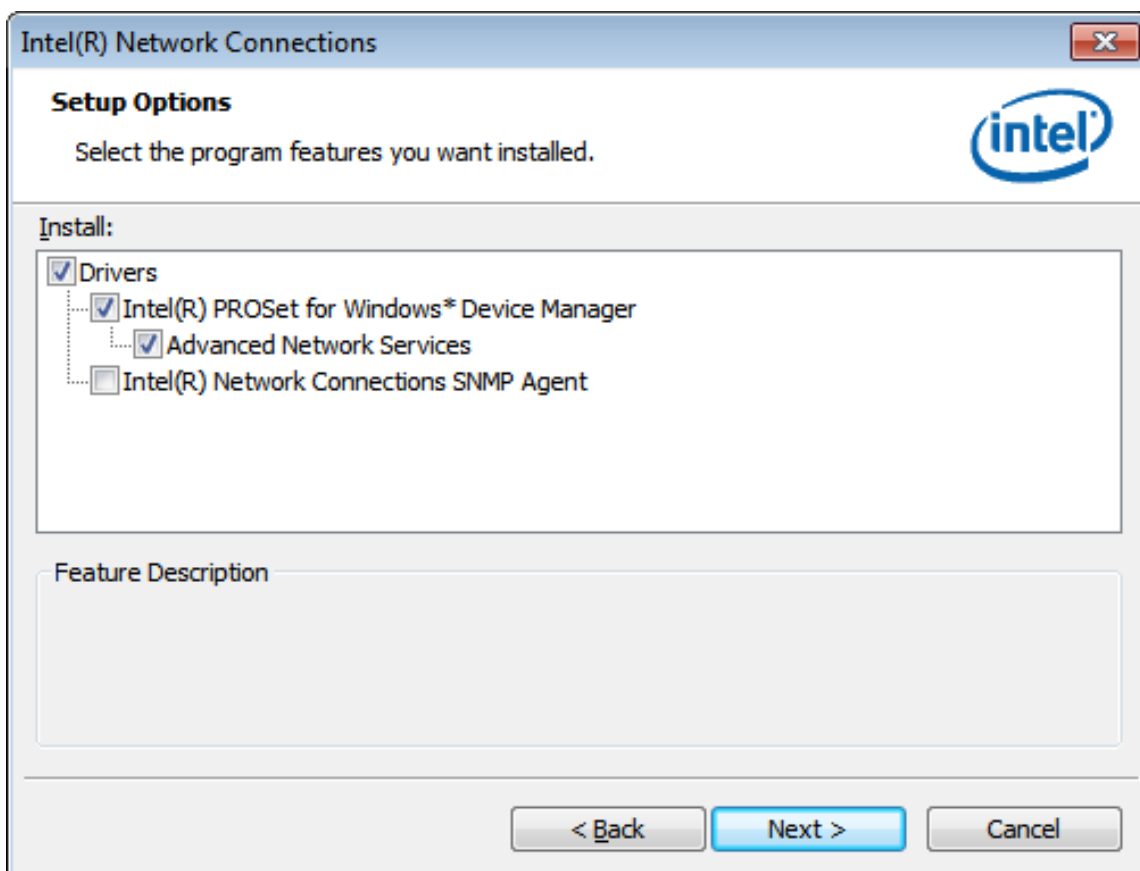 Intel(R) Network Connections
Setup Options
Select the program features you want installed.
intel
Install:
Drivers
Intel(R) PROSet for Windows* Device Manager
Advanced Network Services
Intel(R) Network Connections SNMP Agent
Feature Description
< Back
Next >
Cancel